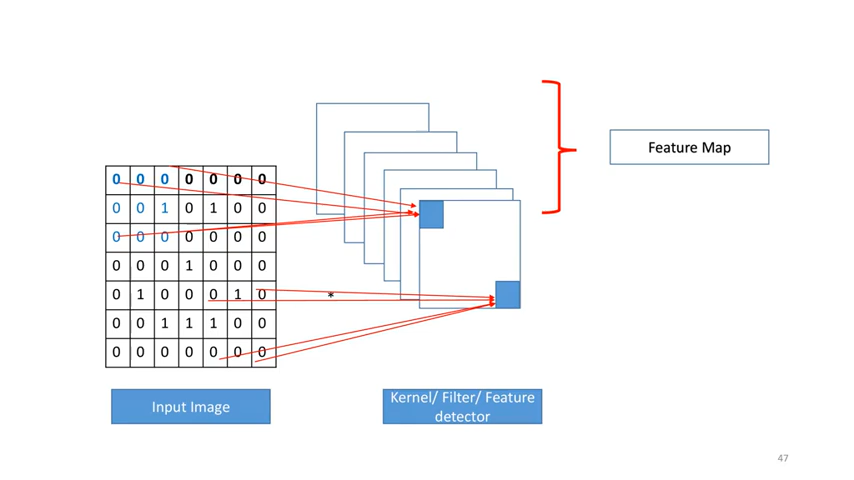 Feature Map
0 0 0 0 0 0 0
0 0 1 0 1 0 0
0 0 0 0 0 0 0
0 0 0 1 0 0 0
0 1 0 0 0 1 0
*
0 0 1 1 1 0 0
0 0 0 0 0 0 0
Input Image
Kernel/ Filter/ Feature
detector
47